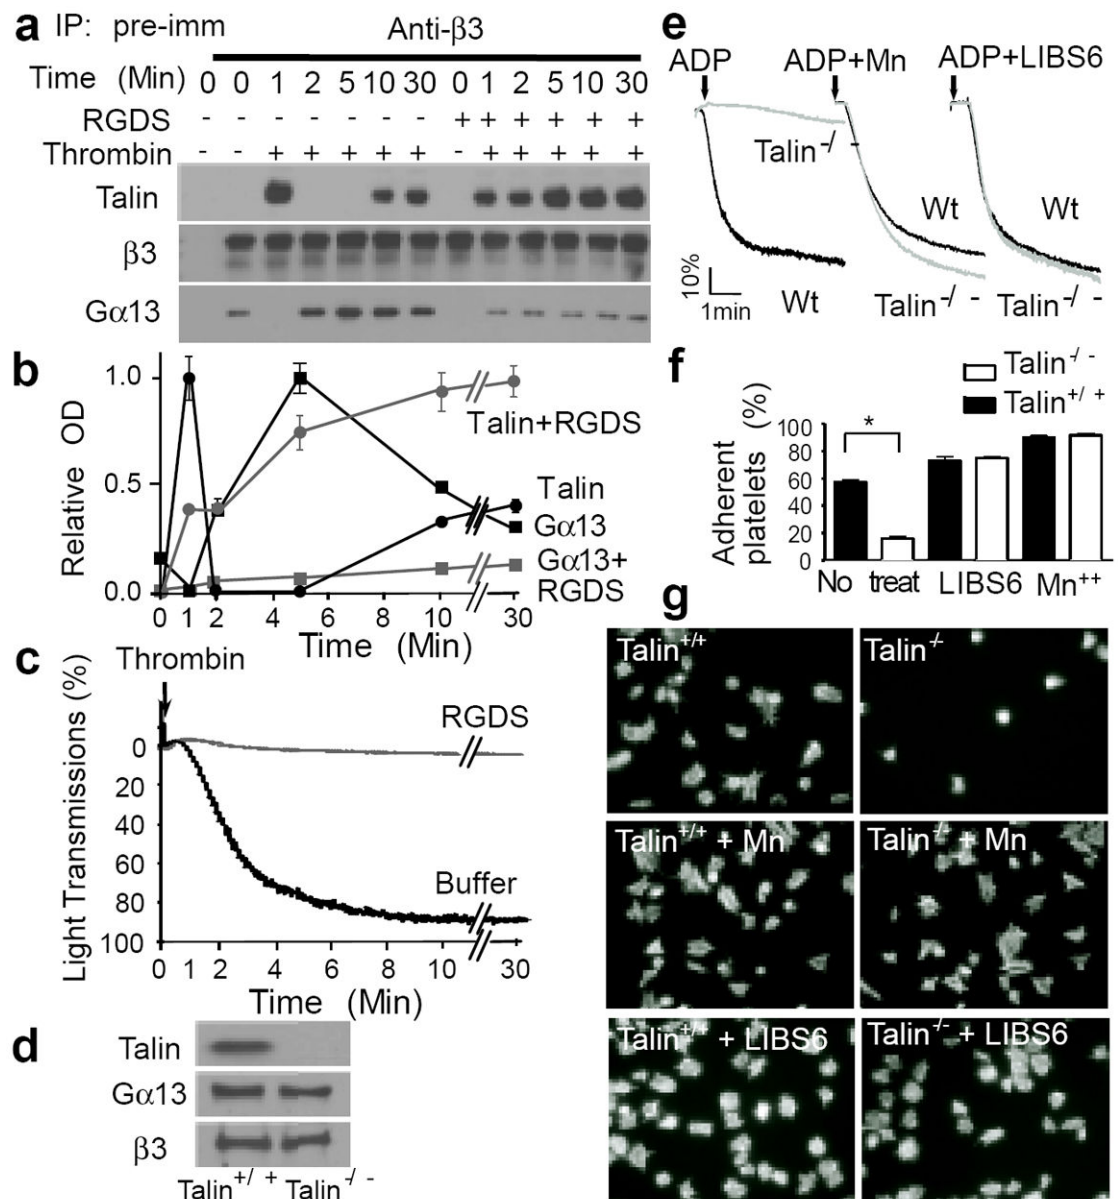 a IP: pre-imm Anti-β3
Time (Min) 0 0 1 2 5 10 30 0 1 2 5 10 30
RGDS - - - - - - - + + + + + +
Thrombin - - + + + + + - + + + + +
Talin
β3
Gα13
b
Relative OD
1.0
0.5
0.0
Talin+RGDS
Talin
Gα13
Gα13+
RGDS
0 1 2 4 6 8 10 30
Time (Min)
c
Thrombin
Light Transmissions (%)
0
20
40
60
80
100
RGDS
Buffer
0 1 2 4 6 8 10 30
Time (Min)
d
Talin
Gα13
β3
Talin+/ + Talin-/ -
e
ADP ADP+Mn ADP+LIBS6
Talin-/ -
Wt Wt
10%
1min
Wt Talin-/ - Talin-/ -
f
Talin-/ -
Talin+/ +
Adherent
platelets (%)
100
80
60
40
20
0
*
No treat LIBS6 Mn++
g
Talin+/+ Talin-/-
Talin+/+ + Mn Talin-/- + Mn
Talin+/+ + LIBS6 Talin-/- + LIBS6